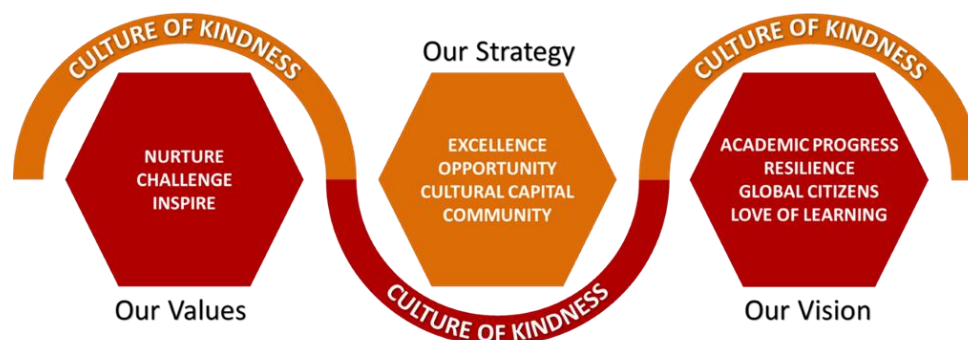 CULTURE OF KINDNESS
NURTURE
CHALLENGE
INSPIRE
Our Values
Our Strategy
EXCELLENCE
OPPORTUNITY
CULTURAL CAPITAL
COMMUNITY
CULTURE OF KINDNESS
CULTURE OF KINDNESS
ACADEMIC PROGRESS
RESILIENCE
GLOBAL CITIZENS
LOVE OF LEARNING
Our Vision